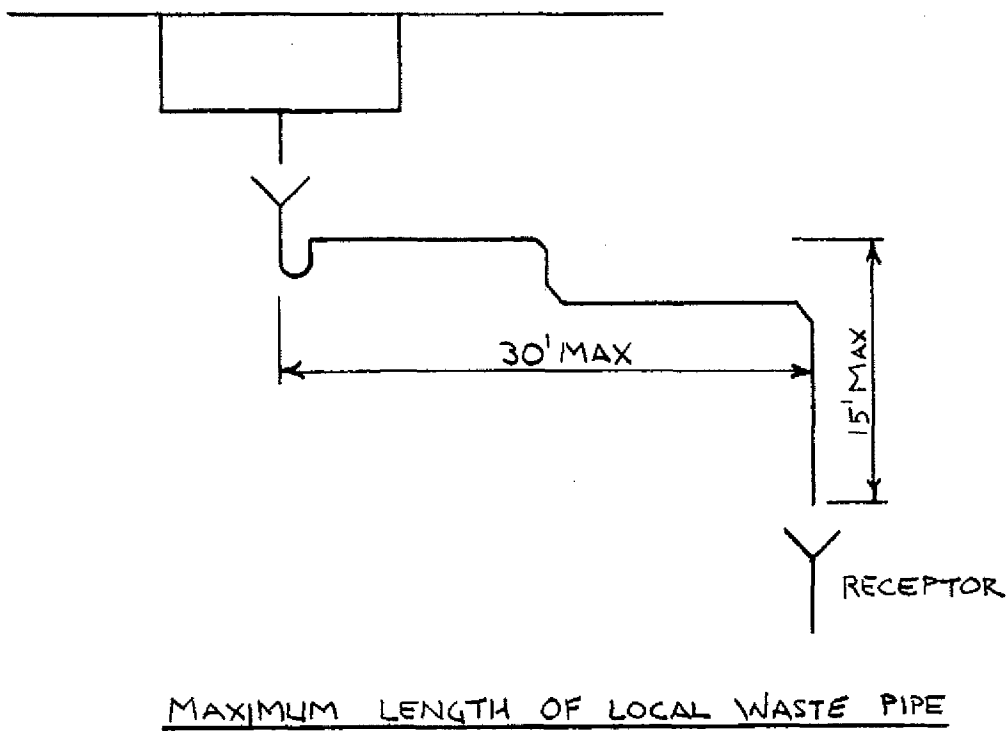 30' MAX
15' MAX
RECEPTOR
MAXIMUM LENGTH OF LOCAL WASTE PIPE